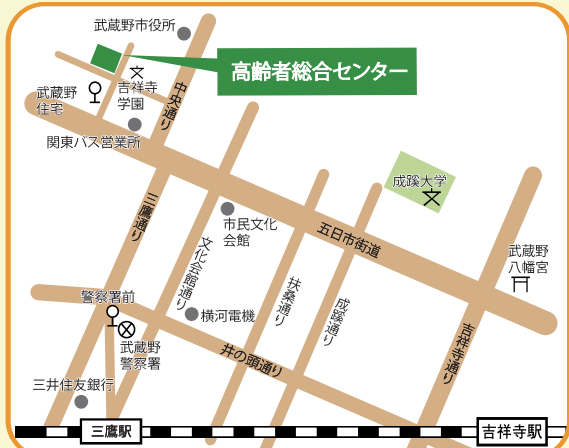 武蔵野市役所
高齢者総合センター
武蔵野
住宅
吉祥寺
学園
中央通り
関東バス営業所
成蹊大学
三鷹通り
市民文化
会館
五日市街道
文化会館通り
武蔵野
八幡宮
扶桑通り
成蹊通り
警察署前
横河電機
武蔵野
警察署
井の頭通り
吉祥寺通り
三井住友銀行
三鷹駅
吉祥寺駅